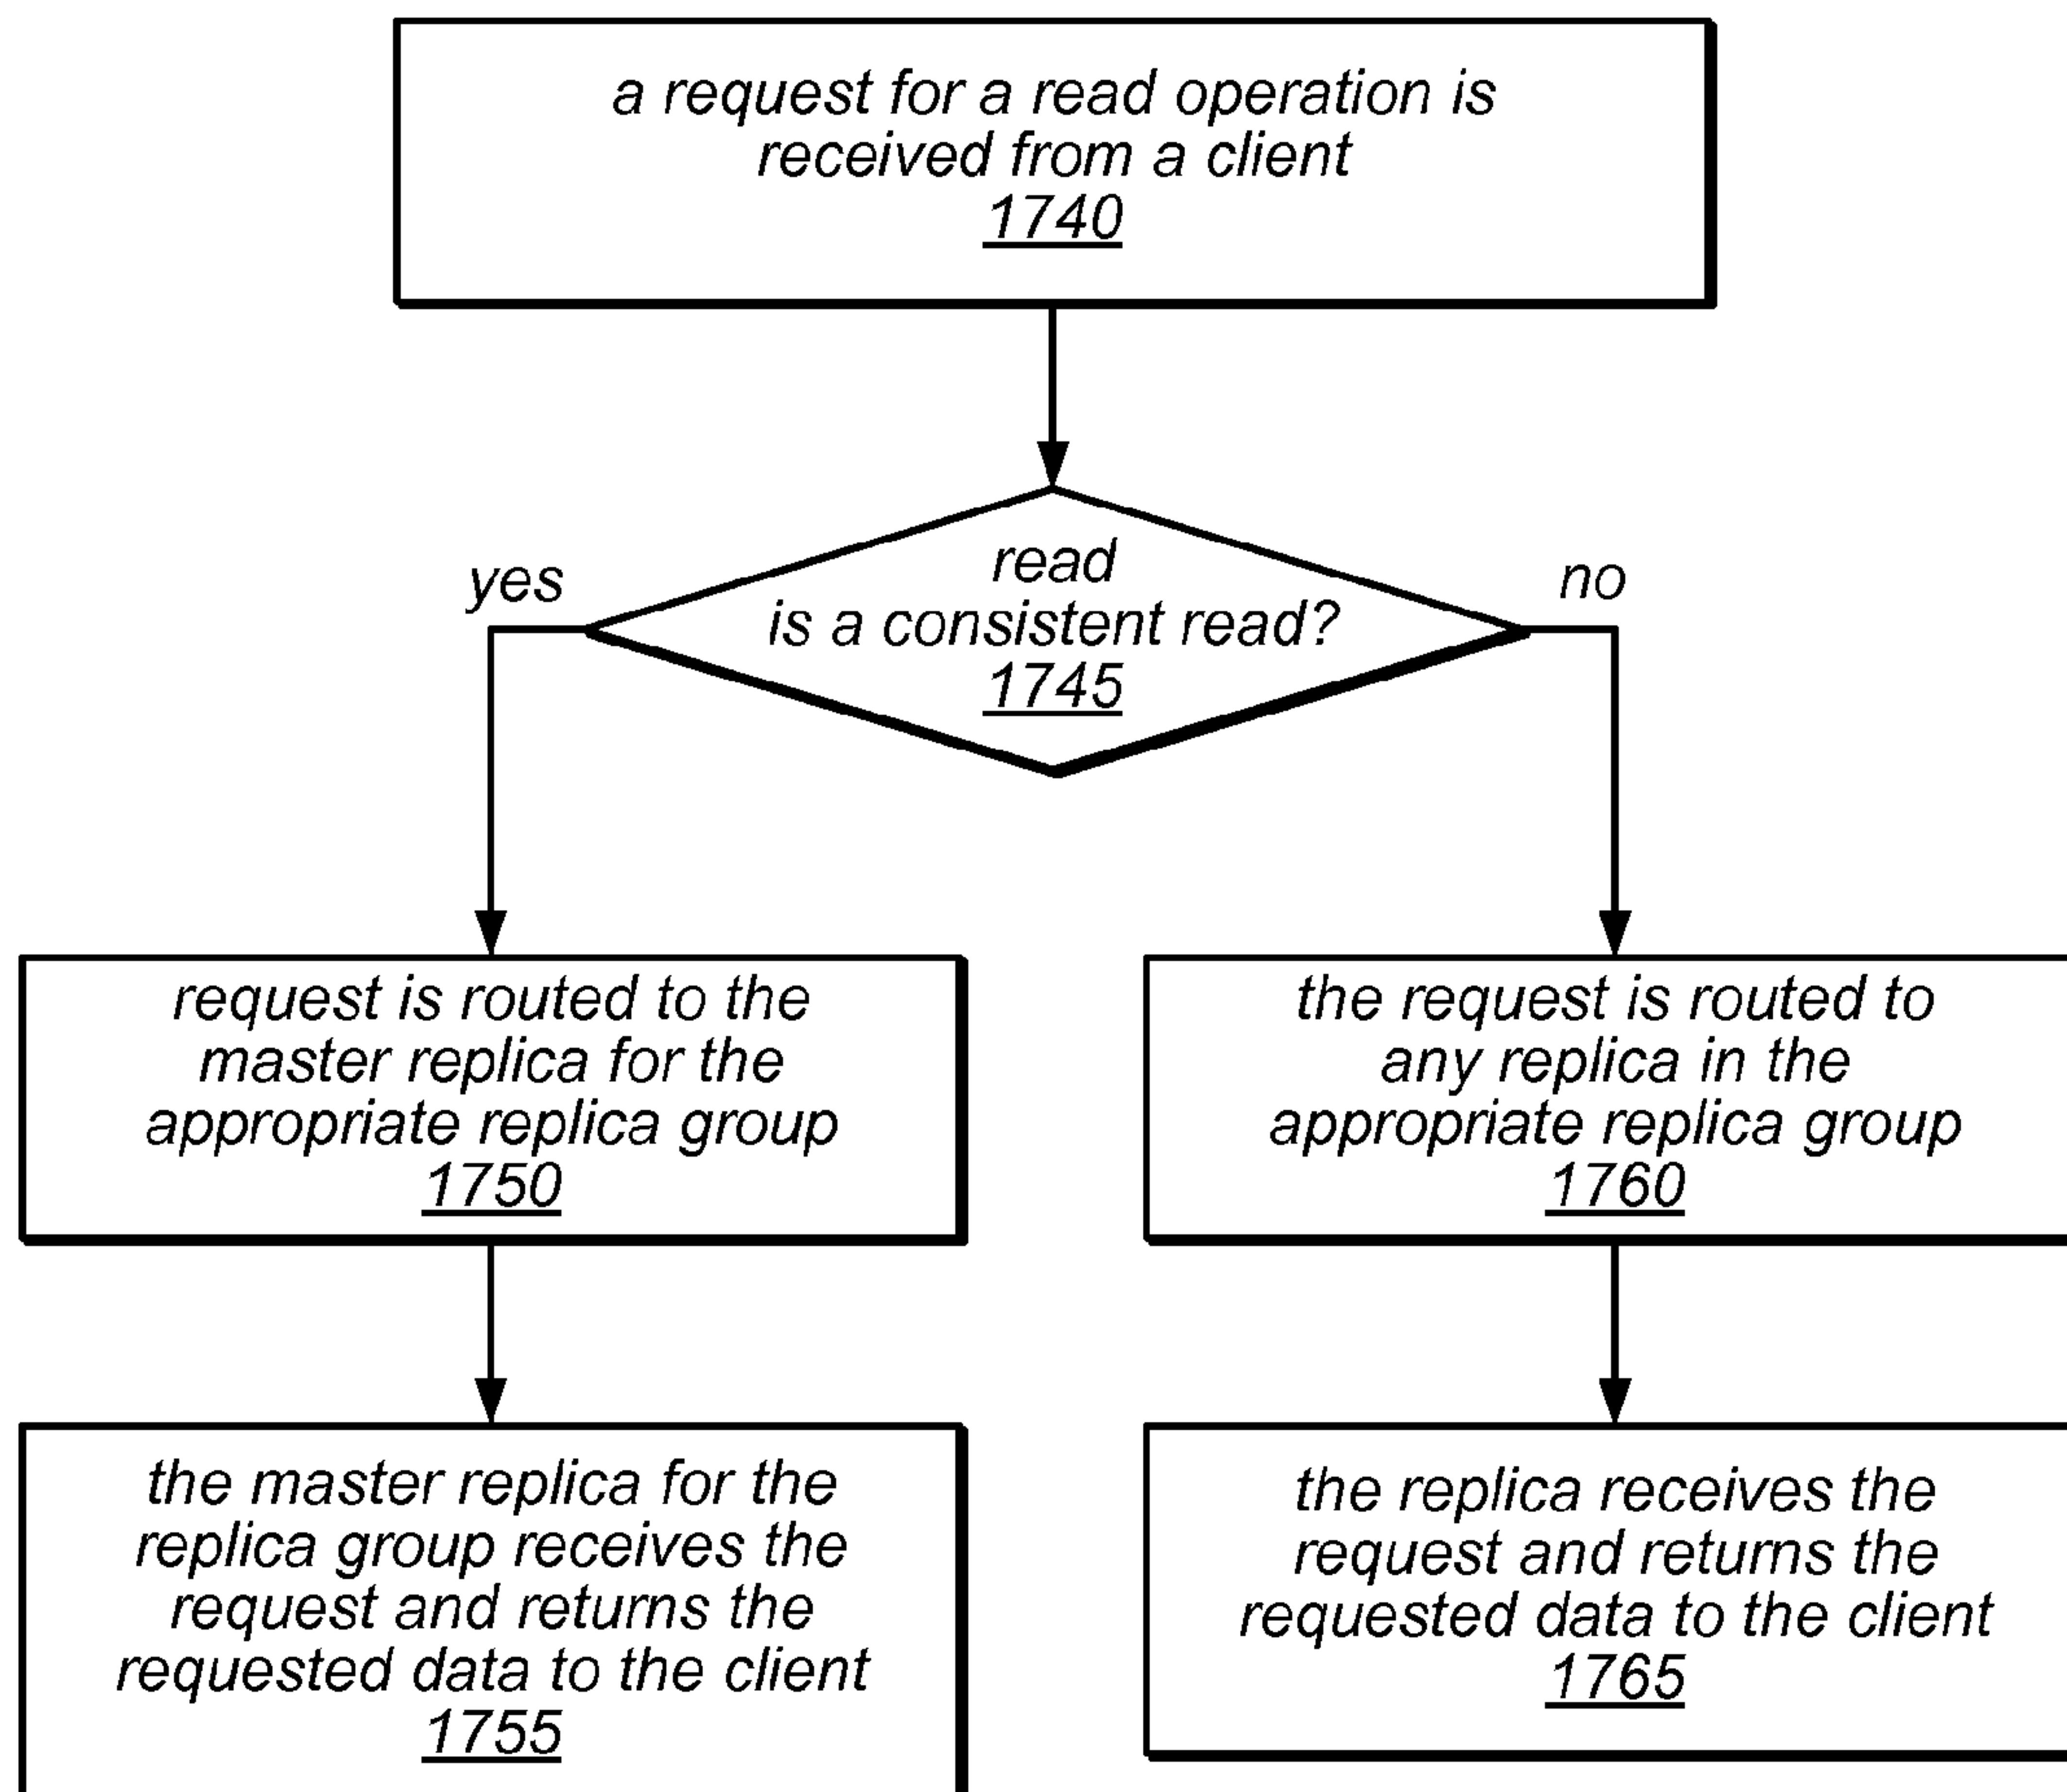 a request for a read operation is
received from a client
1740
read
is a consistent read?
1745
yes
no
request is routed to the
master replica for the
appropriate replica group
1750
the request is routed to
any replica in the
appropriate replica group
1760
the master replica for the
replica group receives the
request and returns the
requested data to the client
1755
the replica receives the
request and returns the
requested data to the client
1765